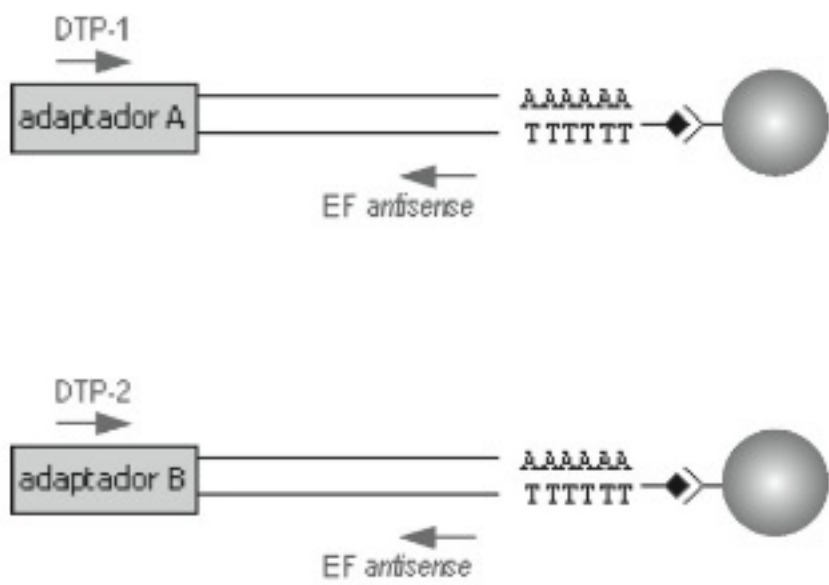 DTP-1
adaptador A
AAAAAA
TTTTTT
EF antisense
DTP-2
adaptador B
AAAAAA
TTTTTT
EF antisense